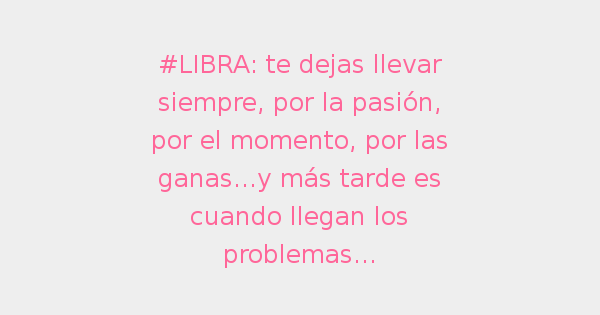 #LIBRA: te dejas llevar
siempre, por la pasión,
por el momento, por las
ganas...y más tarde es
cuando llegan los
problemas...